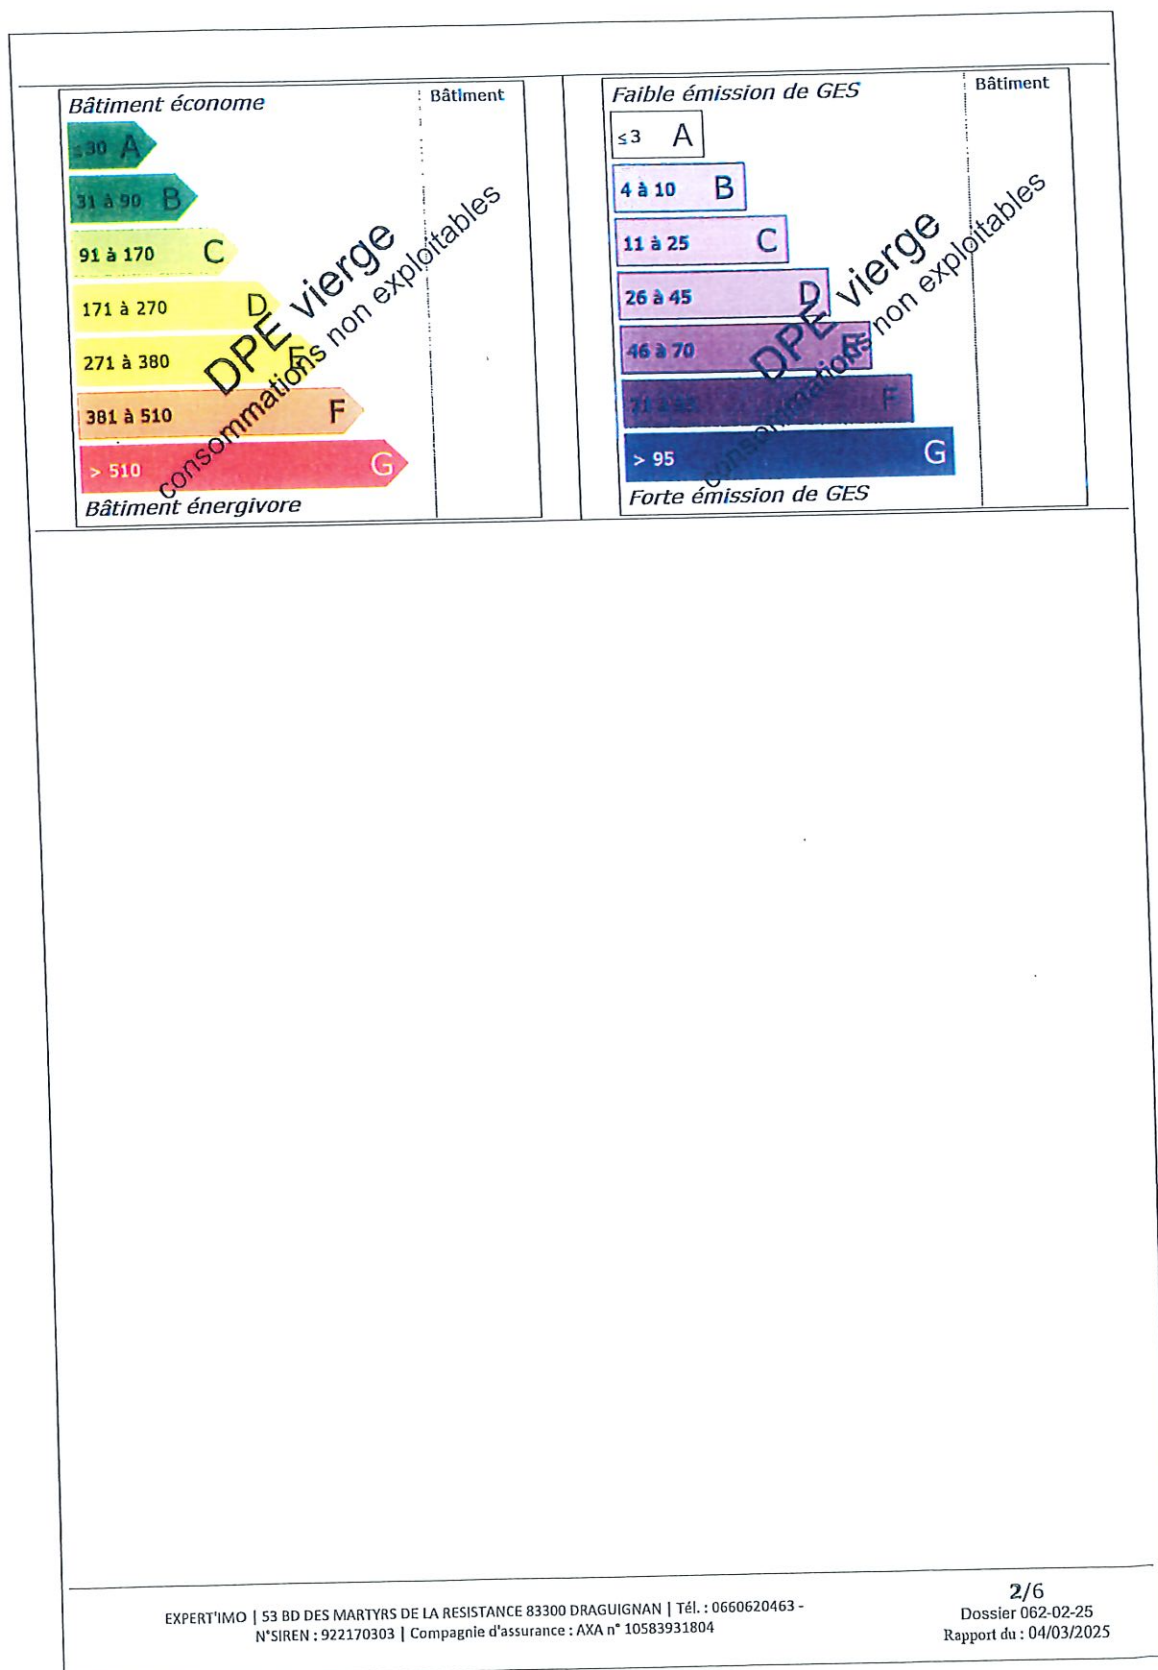 Bâtiment économe
Bâtiment
≤30 A
31 à 90 B
91 à 170 C
171 à 270 D
271 à 380 E
381 à 510 F
> 510 G
Bâtiment énergivore
DPE vierge
consommations non exploitables
Faible émission de GES
Bâtiment
≤3 A
4 à 10 B
11 à 25 C
26 à 45 D
46 à 70 E
F
> 95 G
Forte émission de GES
DPE vierge
consommations non exploitables
EXPERT'IMO | 53 BD DES MARTYRS DE LA RESISTANCE 83300 DRAGUIGNAN | Tél. : 0660620463 -
N°SIREN : 922170303 | Compagnie d'assurance : AXA n° 10583931804
2/6
Dossier 062-02-25
Rapport du : 04/03/2025